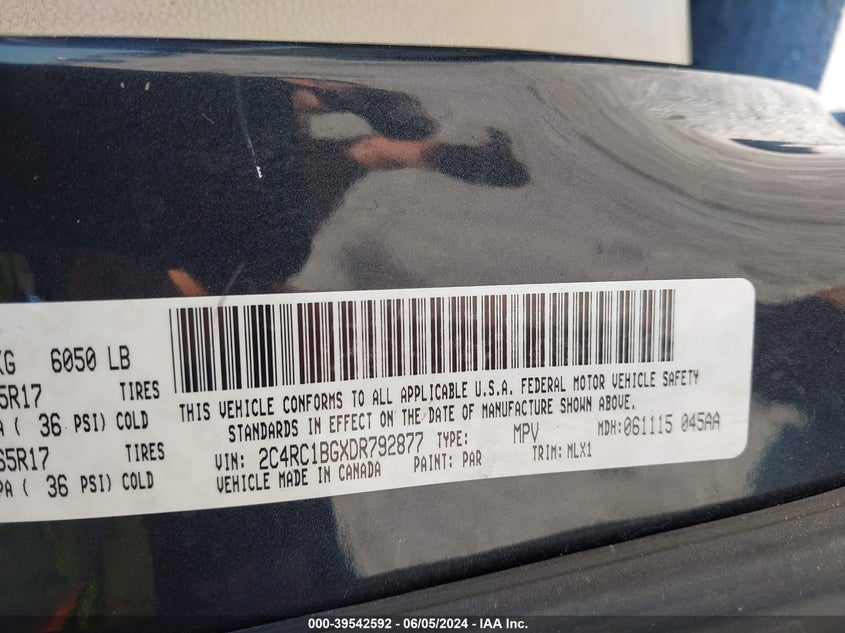 KG 6050 LB
5R17 TIRES
A ( 36 PSI) COLD
5R17 TIRES
PA ( 36 PSI) COLD
THIS VEHICLE CONFORMS TO ALL APPLICABLE U.S.A. FEDERAL MOTOR VEHICLE SAFETY
STANDARDS IN EFFECT ON THE DATE OF MANUFACTURE SHOWN ABOVE.
VIN: 2C4RC1BGXDR792877 TYPE: MPV MDH:061115 045AA
VEHICLE MADE IN CANADA PAINT: PAR TRIM: MLX1
000-39542592 - 06/05/2024 - IAA Inc.